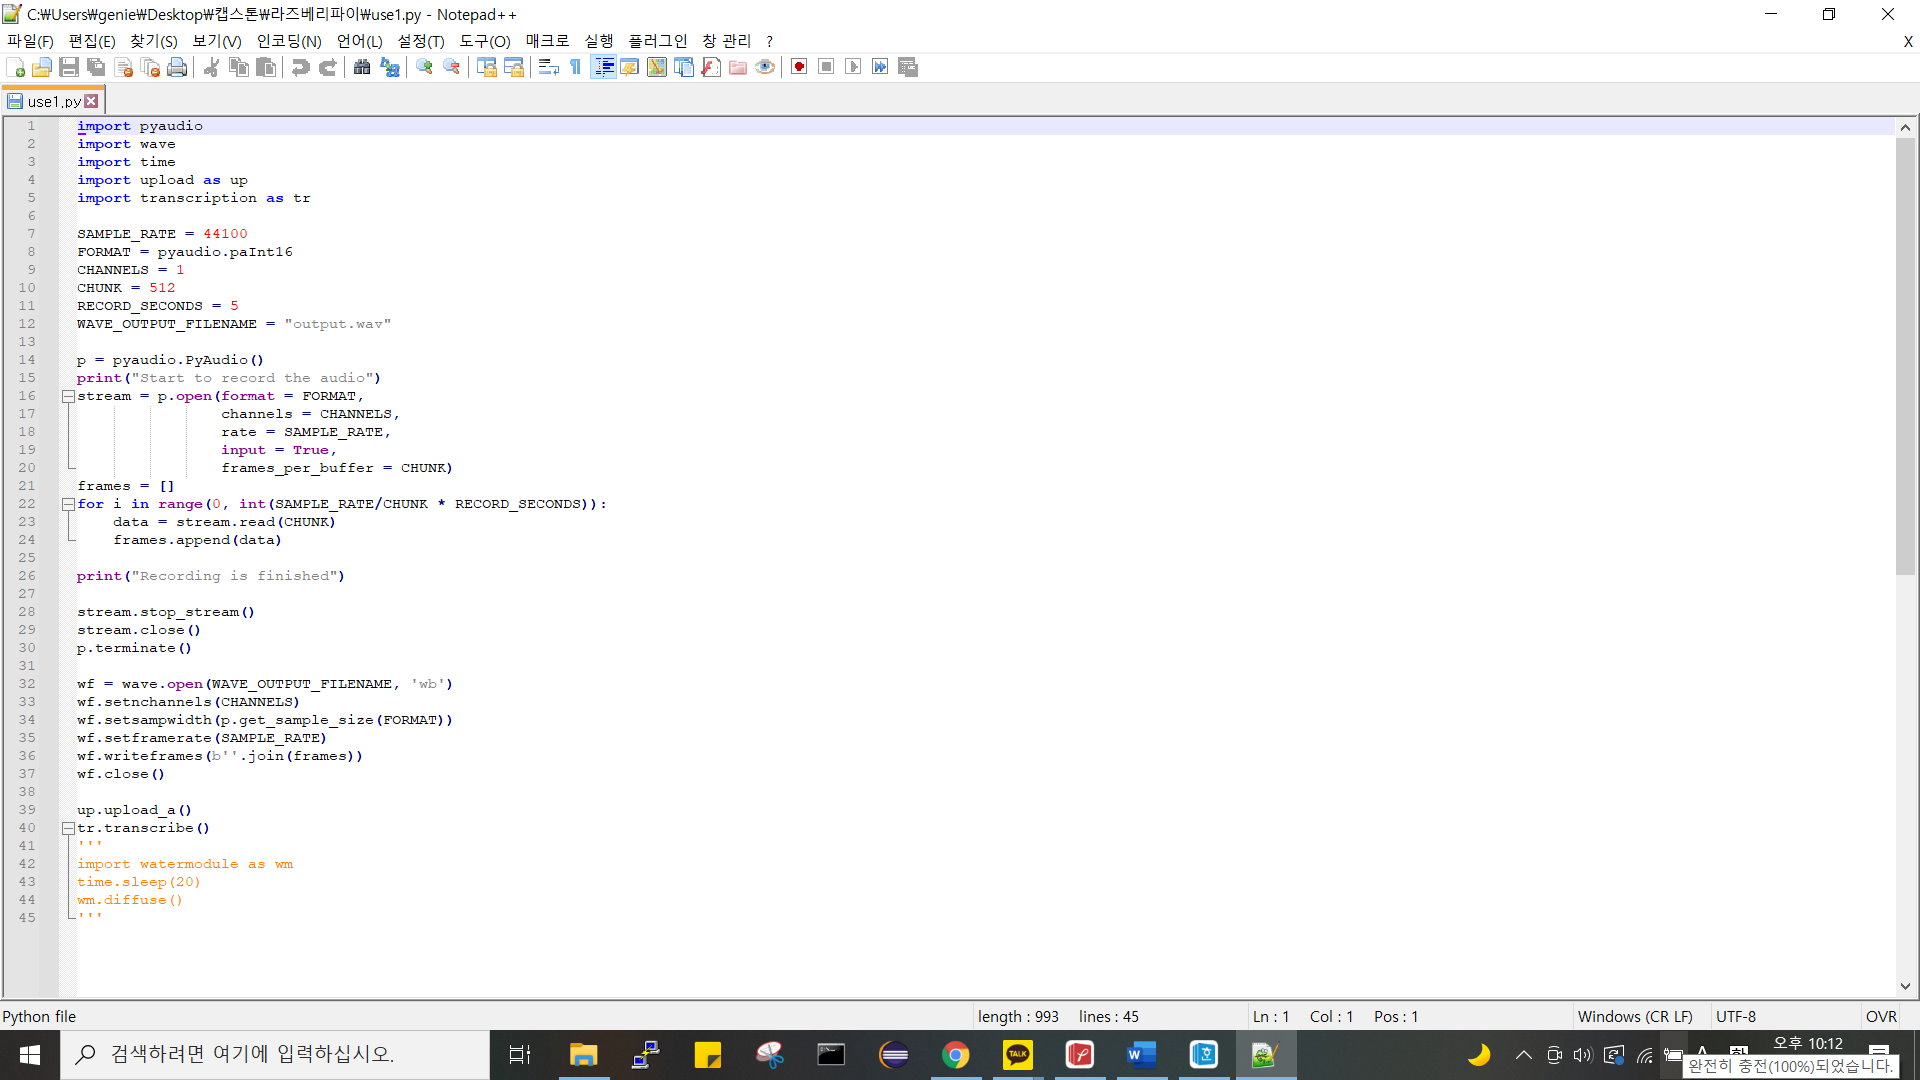 C:\Users\genie\Desktop\캡스톤\라즈베리파이\use1.py - Notepad++
파일(F) 편집(E) 찾기(S) 보기(V) 인코딩(N) 언어(L) 설정(T) 도구(O) 매크로 실행 플러그인 창 관리 ? X
use1.py
1 import pyaudio
2 import wave
3 import time
4 import upload as up
5 import transcription as tr
6
7 SAMPLE_RATE = 44100
8 FORMAT = pyaudio.paInt16
9 CHANNELS = 1
10 CHUNK = 512
11 RECORD_SECONDS = 5
12 WAVE_OUTPUT_FILENAME = "output.wav"
13
14 p = pyaudio.PyAudio()
15 print("Start to record the audio")
16 stream = p.open(format = FORMAT,
17 channels = CHANNELS,
18 rate = SAMPLE_RATE,
19 input = True,
20 frames_per_buffer = CHUNK)
21 frames = []
22 for i in range(0, int(SAMPLE_RATE/CHUNK * RECORD_SECONDS)):
23 data = stream.read(CHUNK)
24 frames.append(data)
25
26 print("Recording is finished")
27
28 stream.stop_stream()
29 stream.close()
30 p.terminate()
31
32 wf = wave.open(WAVE_OUTPUT_FILENAME, 'wb')
33 wf.setnchannels(CHANNELS)
34 wf.setsampwidth(p.get_sample_size(FORMAT))
35 wf.setframerate(SAMPLE_RATE)
36 wf.writeframes(b''.join(frames))
37 wf.close()
38
39 up.upload_a()
40 tr.transcribe()
41 '''
42 import watermodule as wm
43 time.sleep(20)
44 wm.diffuse()
45 '''
Python file length : 993 lines : 45 Ln : 1 Col : 1 Pos : 1 Windows (CR LF) UTF-8 OVR
검색하려면 여기에 입력하십시오.
TALK
오후 10:12
완전히 충전(100%)되었습니다.